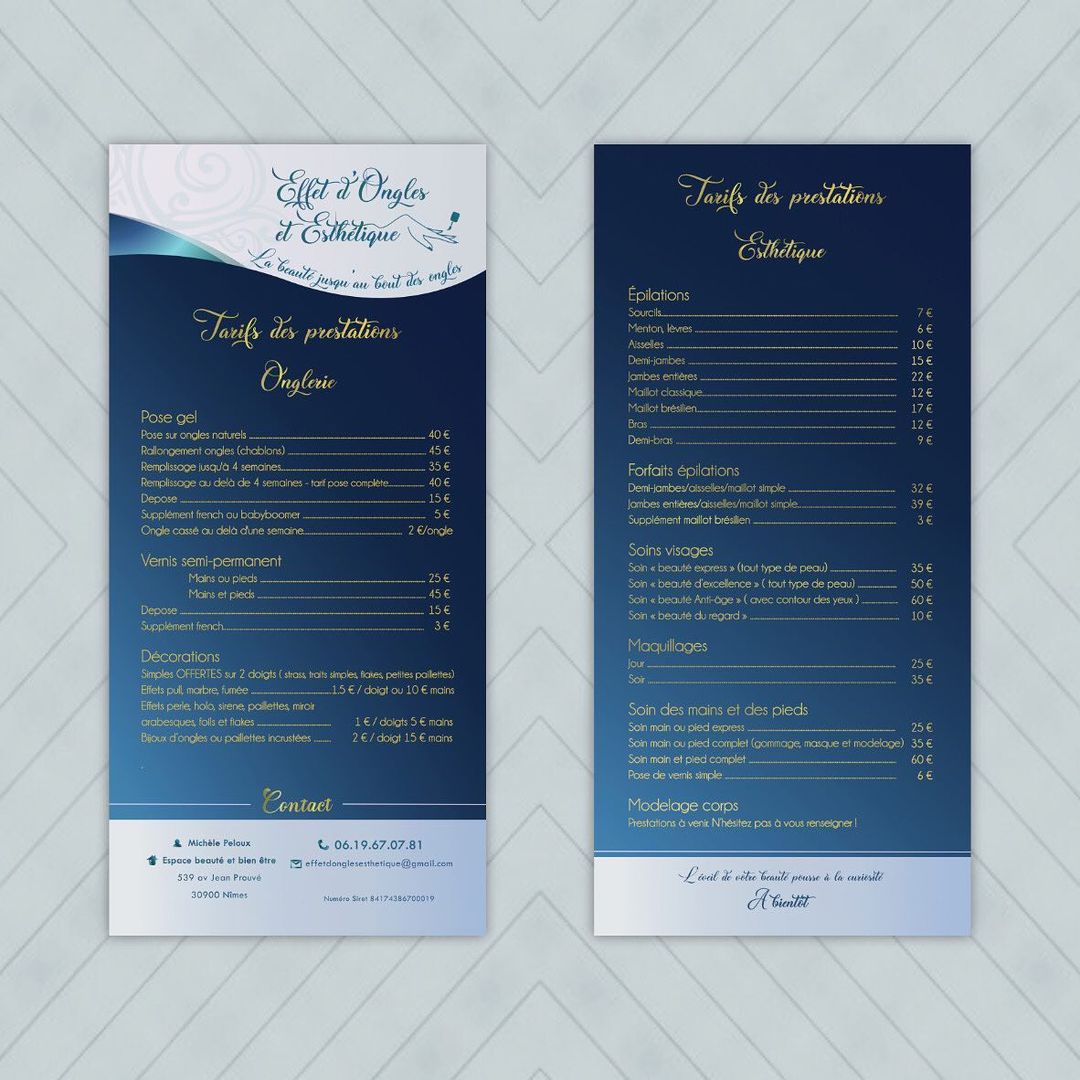 Effet d'Ongles
et Esthétique
La beauté jusqu'au bout des ongles
Tarifs des prestations
Onglerie
Pose gel
Pose sur ongles naturels 40 €
Rallongement ongles (chablons) 45 €
Remplissage jusqu'à 4 semaines 35 €
Remplissage au delà de 4 semaines - tarif pose complète 40 €
Depose 15 €
Supplément french ou babyboomer 5 €
Ongle cassé au delà d'une semaine 2 €/ongle
Vernis semi-permanent
Mains ou pieds 25 €
Mains et pieds 45 €
Depose 15 €
Supplément french 3 €
Décorations
Simples OFFERTES sur 2 doigts ( strass, traits simples, flakes, petites paillettes)
Effets pull, marbre, fumée 1.5 € / doigt ou 10 € mains
Effets perle, holo, sirene, paillettes, miroir
arabesques, foils et flakes 1 € / doigts 5 € mains
Bijoux d'ongles ou paillettes incrustées 2 € / doigt 15 € mains
Contact
Michèle Peloux
Espace beauté et bien être
539 av Jean Prouvé
30900 Nîmes
06.19.67.07.81
effetdonglesesthetique@gmail.com
Numéro Siret 84174386700019
Tarifs des prestations
Esthétique
Épilations
Sourcils 7 €
Menton, lèvres 6 €
Aisselles 10 €
Demi-jambes 15 €
Jambes entières 22 €
Maillot classique 12 €
Maillot brésilien 17 €
Bras 12 €
Demi-bras 9 €
Forfaits épilations
Demi-jambes/aisselles/maillot simple 32 €
Jambes entières/aisselles/maillot simple 39 €
Supplément maillot brésilien 3 €
Soins visages
Soin « beauté express » (tout type de peau) 35 €
Soin « beauté d'excellence » ( tout type de peau) 50 €
Soin « beauté Anti-âge » ( avec contour des yeux ) 60 €
Soin « beauté du regard » 10 €
Maquillages
Jour 25 €
Soir 35 €
Soin des mains et des pieds
Soin main ou pied express 25 €
Soin main ou pied complet (gommage, masque et modelage) 35 €
Soin main et pied complet 60 €
Pose de vernis simple 6 €
Modelage corps
Prestations à venir. N'hésitez pas à vous renseigner !
L'éveil de votre beauté pousse à la curiosité
A bientôt